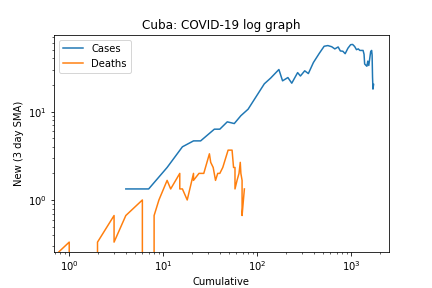 Cuba: COVID-19 log graph
Cases
Deaths
New (3 day SMA)
10¹
10⁰
10⁰ 10¹ 10² 10³
Cumulative